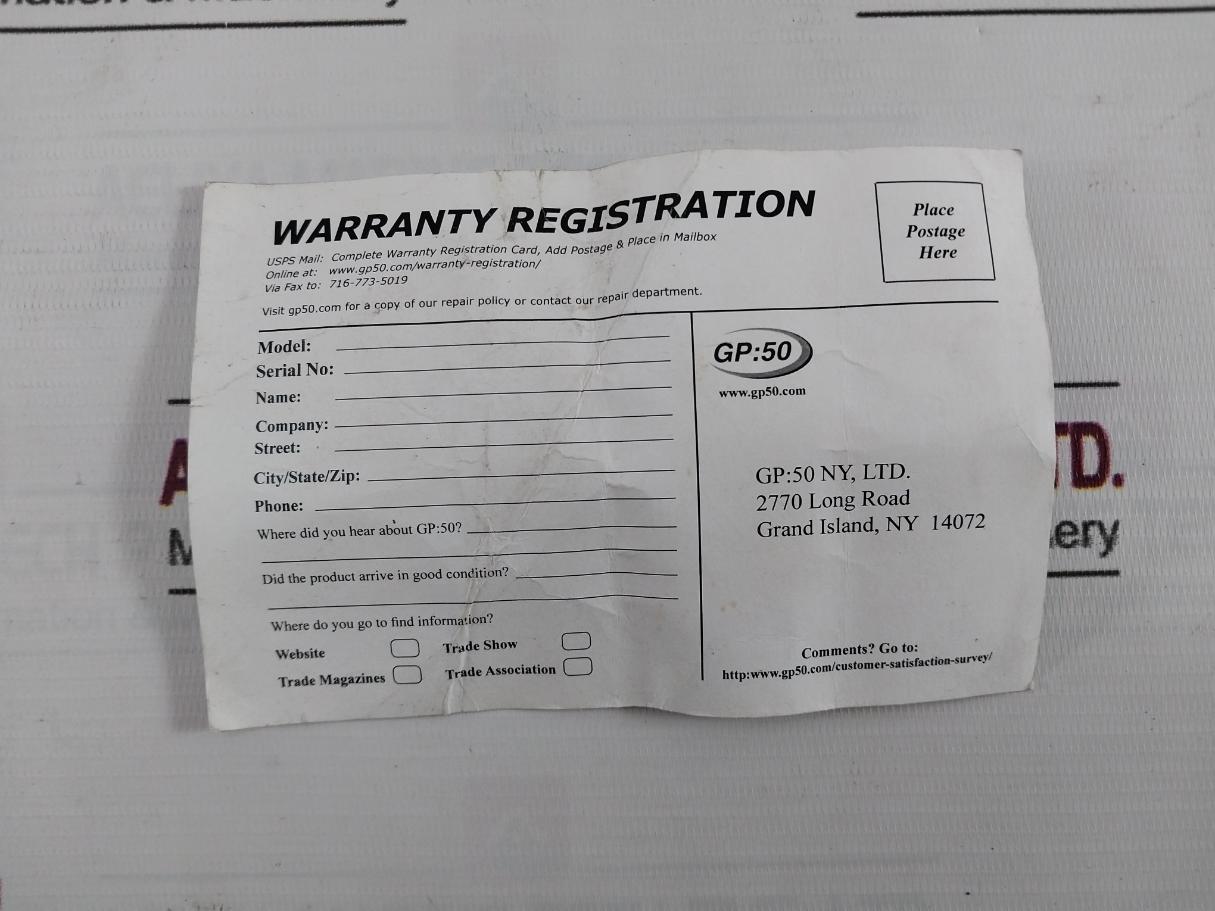 WARRANTY REGISTRATION
USPS Mail: Complete Warranty Registration Card, Add Postage & Place in Mailbox
Online at: www.gp50.com/warranty-registration/
Via Fax to: 716-773-5019
Visit gp50.com for a copy of our repair policy or contact our repair department.
Place
Postage
Here
Model:
Serial No:
Name:
Company:
Street:
City/State/Zip:
Phone:
Where did you hear about GP:50?
Did the product arrive in good condition?
Where do you go to find information?
Website
Trade Show
Trade Magazines
Trade Association
GP:50
www.gp50.com
GP:50 NY, LTD.
2770 Long Road
Grand Island, NY 14072
Comments? Go to:
http:www.gp50.com/customer-satisfaction-survey/
A
TD.
M
ery